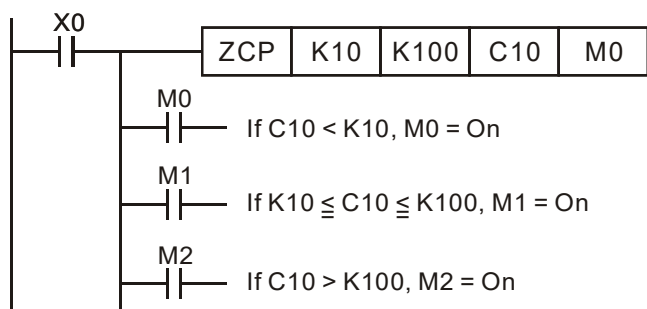 X0
ZCP K10 K100 C10 M0
M0
If C10 < K10, M0 = On
M1
If K10 ≦ C10 ≦ K100, M1 = On
M2
If C10 > K100, M2 = On